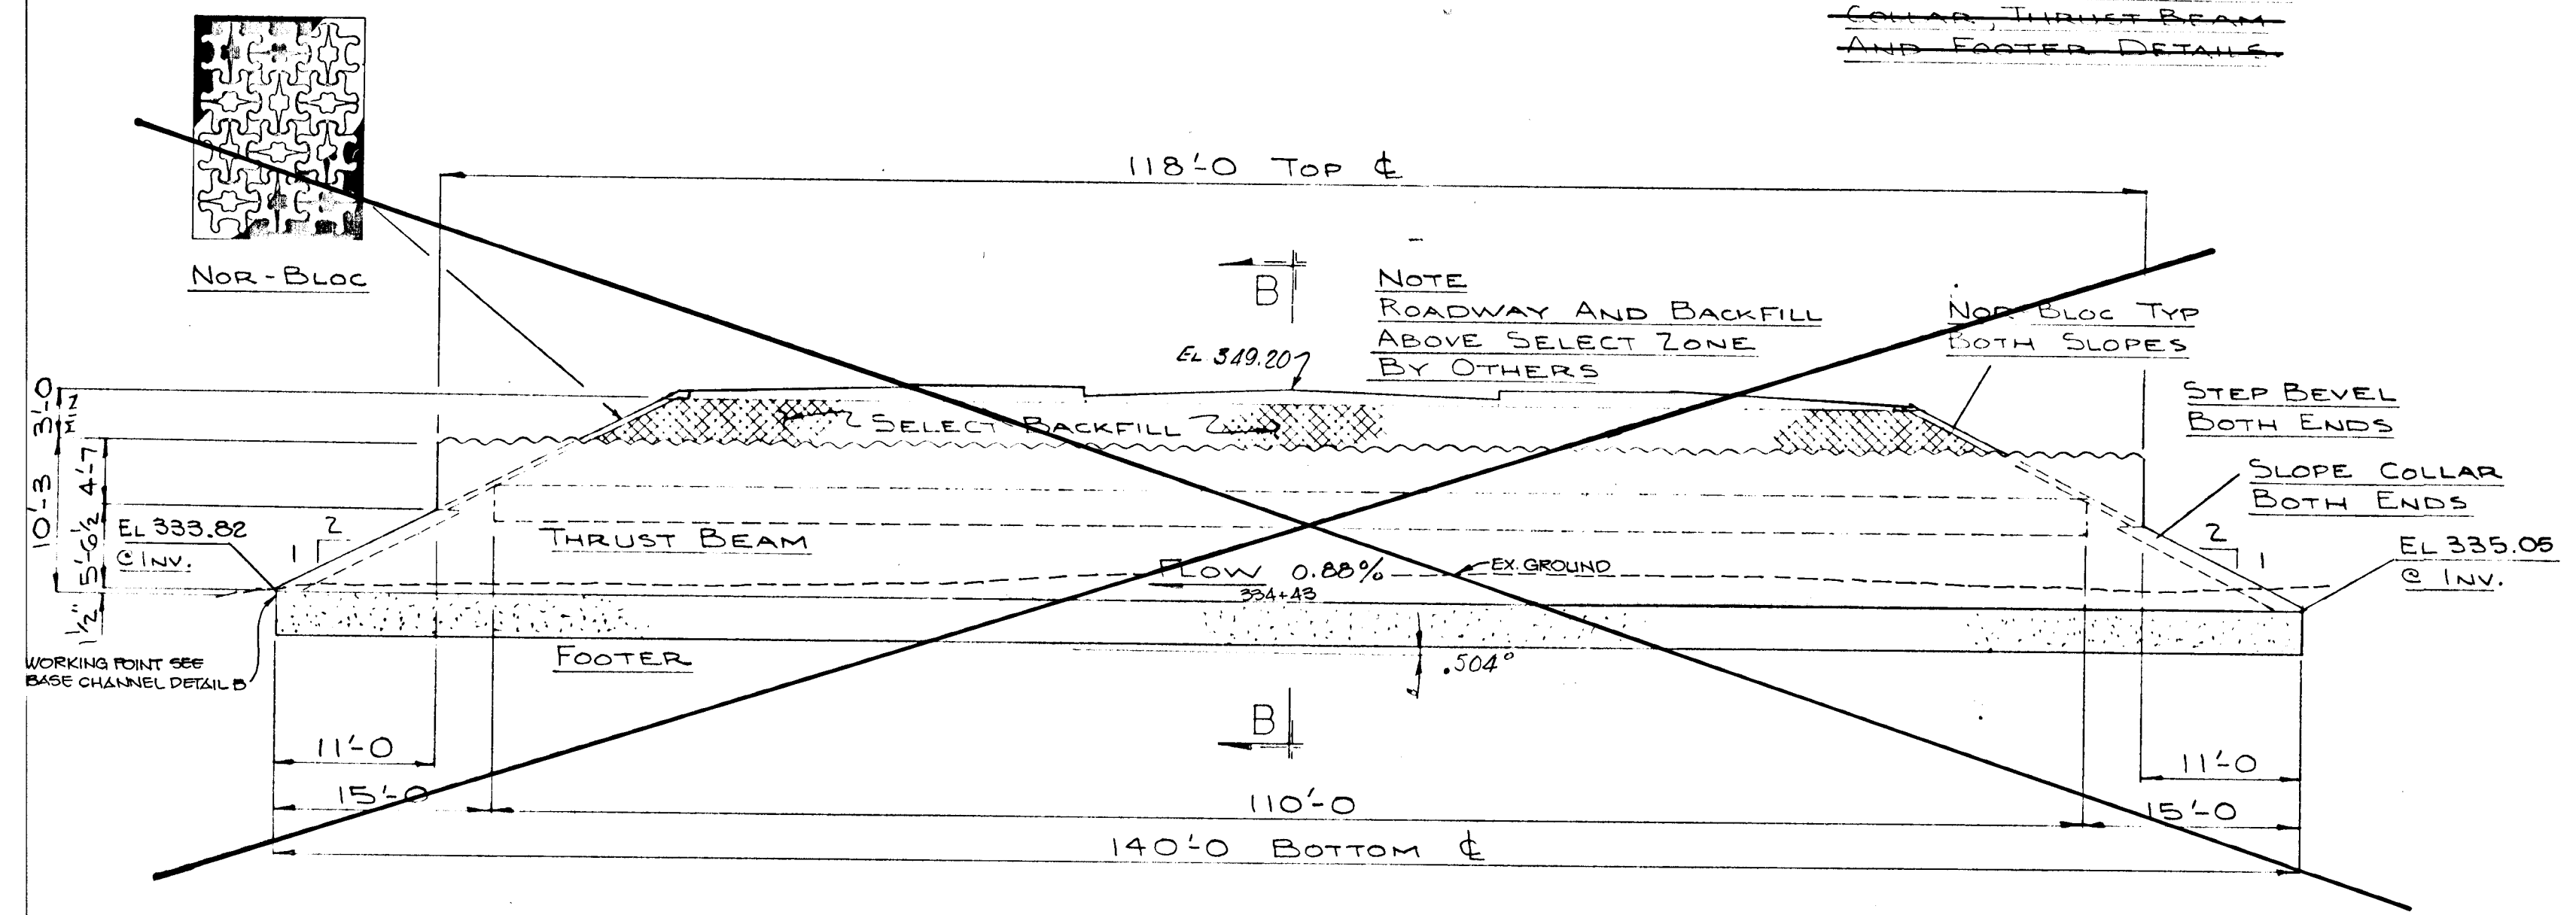 COLLAR, THRUST BEAM
AND FOOTER DETAILS
118'-0 TOP ℄
NOR-BLOC
B
NOTE
ROADWAY AND BACKFILL
ABOVE SELECT ZONE
BY OTHERS
NOR-BLOC TYP
BOTH SLOPES
EL 349.20
STEP BEVEL
BOTH ENDS
3'-0
MIN
SELECT BACKFILL
SLOPE COLLAR
BOTH ENDS
10'-3
4'-7
5'-6½
1½"
EL 333.82
@ INV.
2
1
THRUST BEAM
2
1
EL 335.05
@ INV.
FLOW 0.88%
EX. GROUND
334+43
WORKING POINT SEE
BASE CHANNEL DETAIL B
FOOTER
.504°
B
11'-0
11'-0
15'-0
110'-0
15'-0
140'-0 BOTTOM ℄